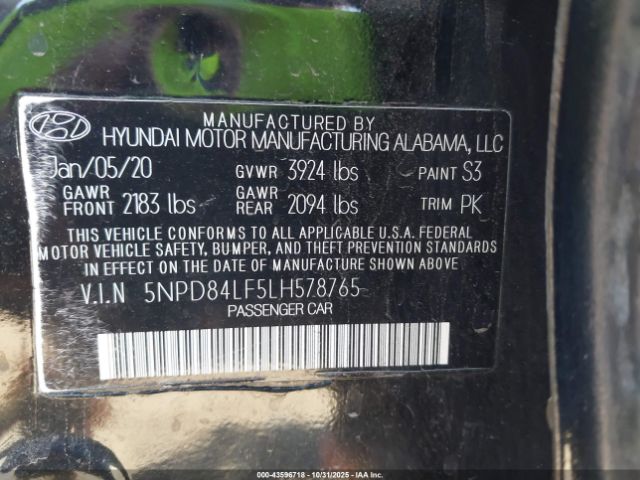 MANUFACTURED BY
HYUNDAI MOTOR MANUFACTURING ALABAMA, LLC
Jan/05/20 GVWR 3924 lbs PAINT S3
GAWR FRONT 2183 lbs GAWR REAR 2094 lbs TRIM PK
THIS VEHICLE CONFORMS TO ALL APPLICABLE U.S.A. FEDERAL
MOTOR VEHICLE SAFETY, BUMPER, AND THEFT PREVENTION STANDARDS
IN EFFECT ON THE DATE OF MANUFACTURE SHOWN ABOVE
V.I.N 5NPD84LF5LH578765
PASSENGER CAR
000-43596718 - 10/31/2025 - IAA Inc.